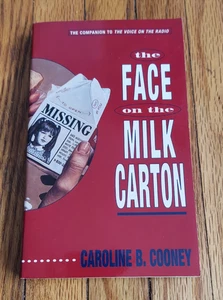 THE COMPANION TO THE VOICE ON THE RADIO
the
FACE
on the
MILK
CARTON
MISSING
CAROLINE B. COONEY